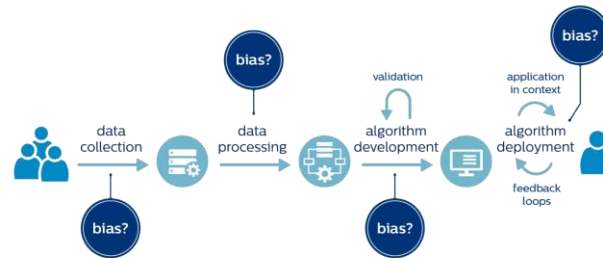 bias?
bias?
validation
application
in context
data
collection
data
processing
algorithm
development
algorithm
deployment
feedback
loops
bias?
bias?